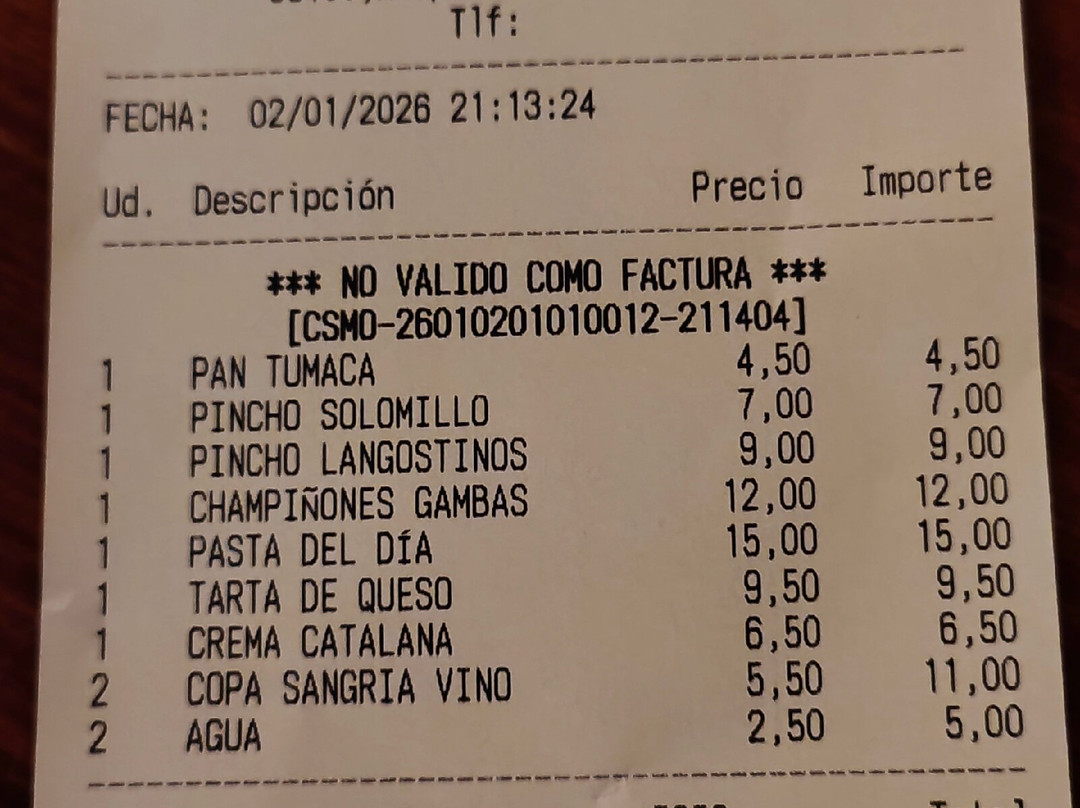 Tlf:
FECHA: 02/01/2026 21:13:24
Ud. Descripción Precio Importe
*** NO VALIDO COMO FACTURA ***
[CSMO-26010201010012-211404]
1 PAN TUMACA 4,50 4,50
1 PINCHO SOLOMILLO 7,00 7,00
1 PINCHO LANGOSTINOS 9,00 9,00
1 CHAMPIÑONES GAMBAS 12,00 12,00
1 PASTA DEL DÍA 15,00 15,00
1 TARTA DE QUESO 9,50 9,50
1 CREMA CATALANA 6,50 6,50
2 COPA SANGRIA VINO 5,50 11,00
2 AGUA 2,50 5,00